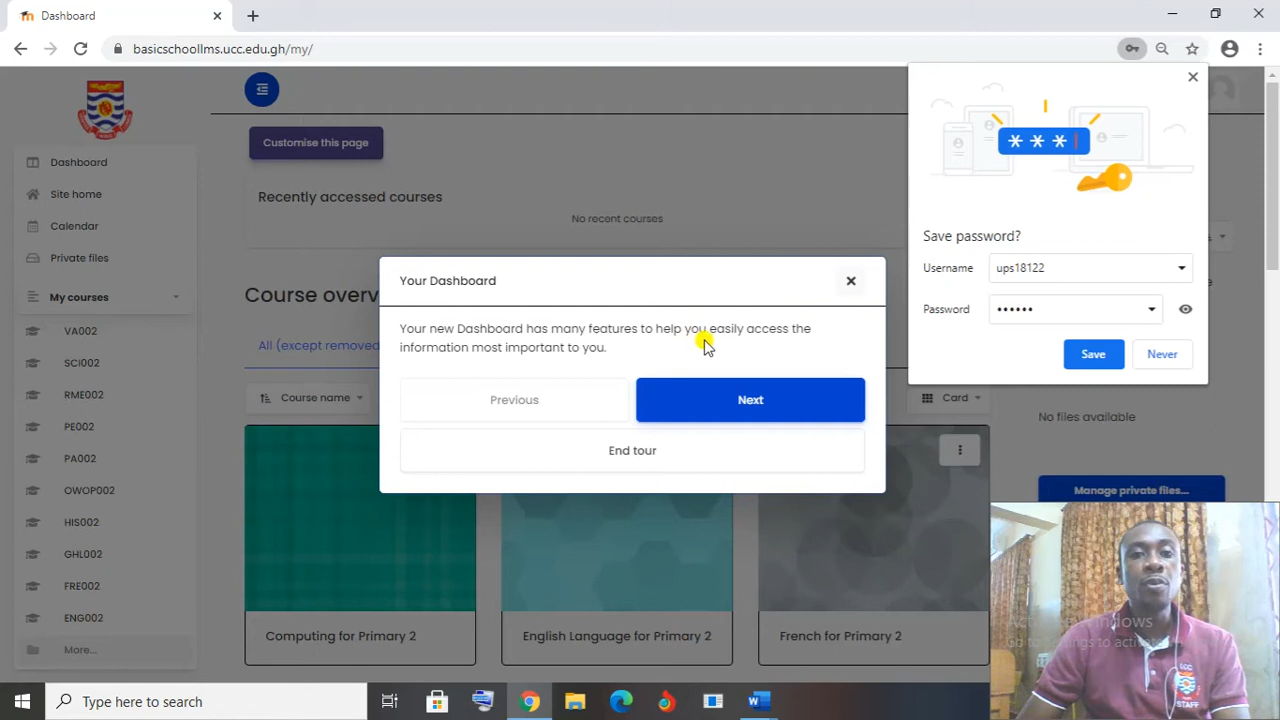 Dashboard
basicschoollms.ucc.edu.gh/my/
Dashboard
Site home
Calendar
Private files
My courses
VA002
SCI002
RME002
PE002
PA002
OWOP002
HIS002
GHL002
FRE002
ENG002
More...
Customise this page
Recently accessed courses
No recent courses
Course overv
All (except removed
Course name
Card
Computing for Primary 2
English Language for Primary 2
French for Primary 2
Your Dashboard
Your new Dashboard has many features to help you easily access the
information most important to you.
Previous
Next
End tour
* * *
Save password?
Username
ups18122
Password
••••••
Save
Never
No files available
Manage private files...
UCC
STAFF
Type here to search